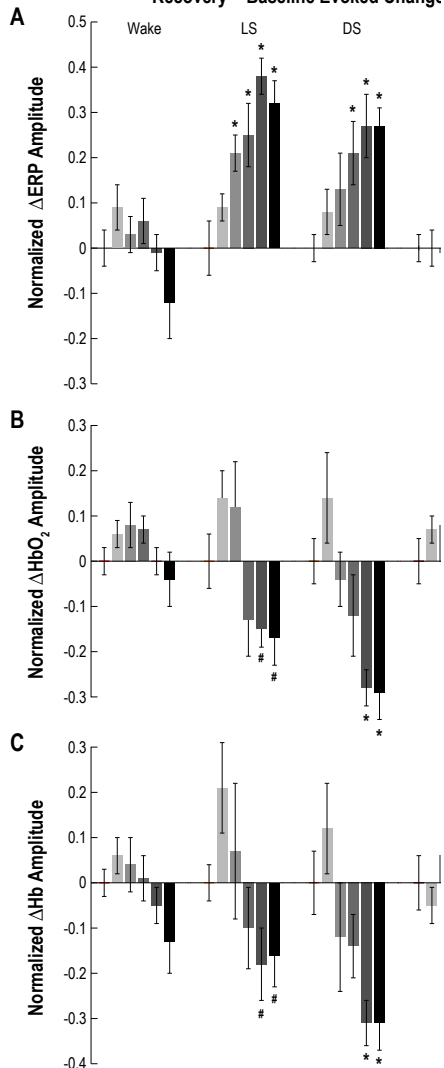 Recovery – Baseline Evoked Change
A
Wake LS DS
Normalized ΔERP Amplitude
0.5
0.4
0.3
0.2
0.1
0
-0.1
-0.2
-0.3
* * * *
* * *
B
Normalized ΔHbO2 Amplitude
0.3
0.2
0.1
0
-0.1
-0.2
-0.3
# #
* *
C
Normalized ΔHb Amplitude
0.3
0.2
0.1
0
-0.1
-0.2
-0.3
-0.4
# #
* *